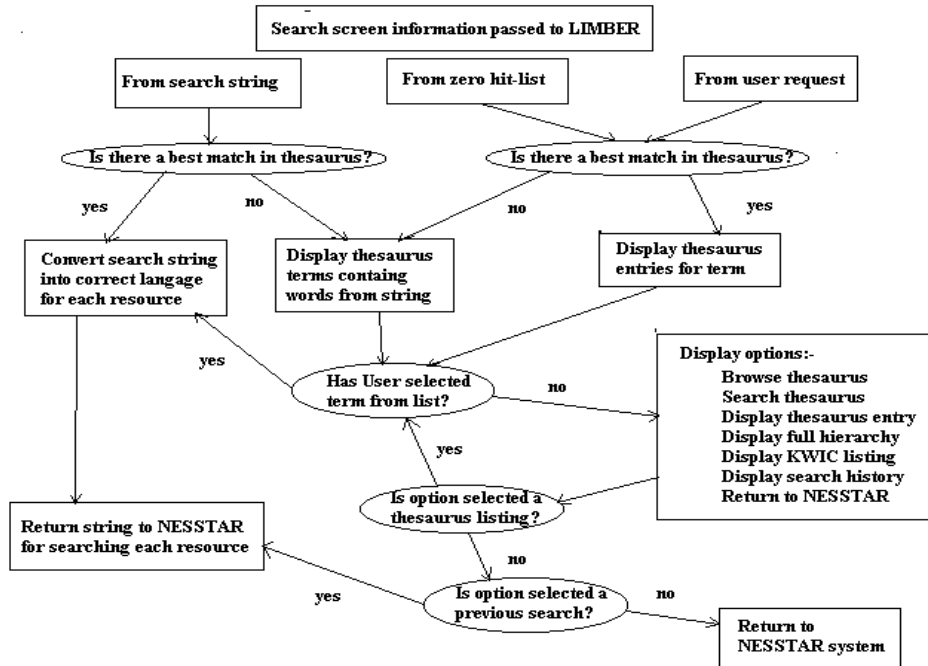 Search screen information passed to LIMBER
From search string
From zero hit-list
From user request
Is there a best match in thesaurus?
Is there a best match in thesaurus?
yes
no
no
yes
Convert search string
into correct langage
for each resource
Display thesaurus
terms containg
words from string
Display thesaurus
entries for term
yes
Has User selected
term from list?
no
Display options:-
Browse thesaurus
Search thesaurus
Display thesaurus entry
Display full hierarchy
Display KWIC listing
Display search history
Return to NESSTAR
yes
Is option selected a
thesaurus listing?
Return string to NESSTAR
for searching each resource
no
yes
Is option selected a
previous search?
no
Return to
NESSTAR system